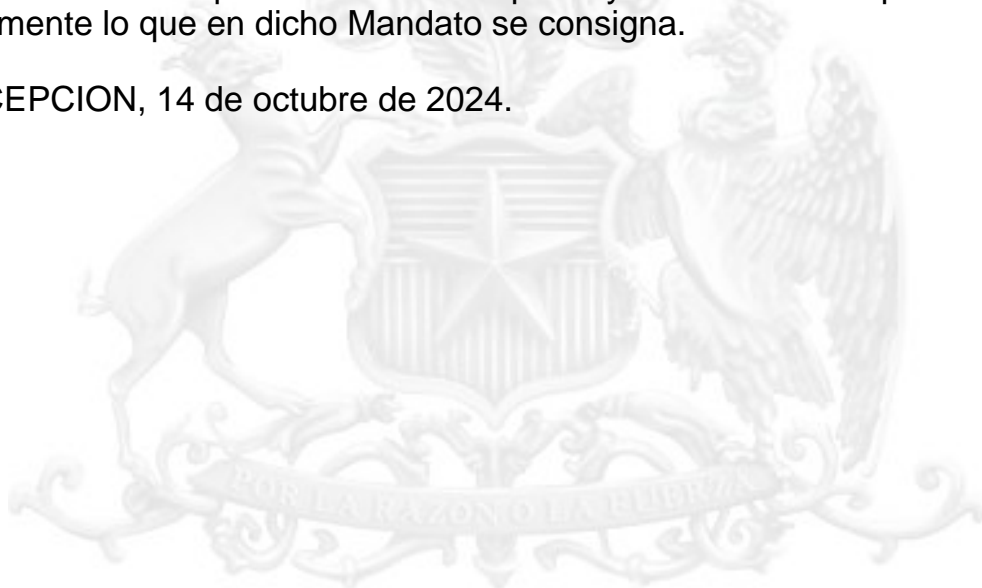 mente lo que en dicho Mandato se consigna.
CEPCION, 14 de octubre de 2024.
POR LA RAZON O LA FUERZA